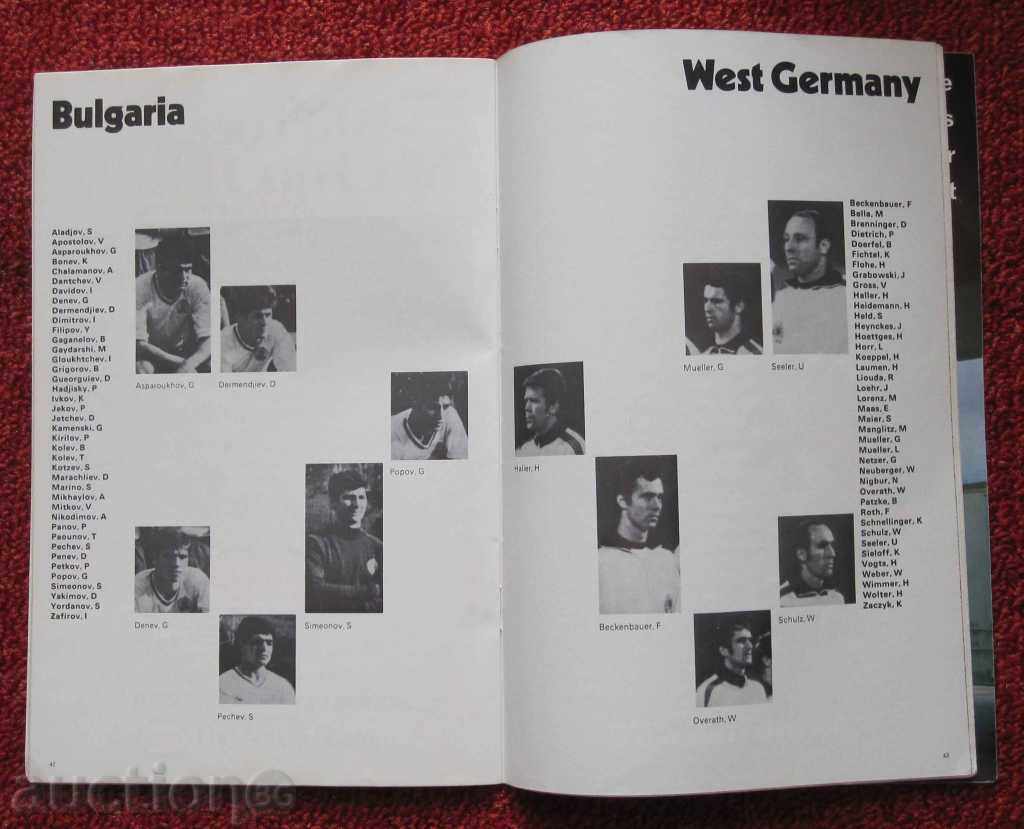 Bulgaria
Aladjov, S
Apostolov, V
Asparoukhov, G
Bonev, K
Chalamanov, A
Dantchev, V
Davidov, I
Denev, G
Dermendjiev, D
Dimitrov, I
Filipov, Y
Gaganelov, B
Gaydarshi, M
Gloukhtchev, I
Grigorov, B
Gueorguiev, D
Hadjisky, P
Ivkov, K
Jekov, P
Jetchev, D
Kamenski, G
Kirilov, P
Kolev, B
Kolev, T
Kotzev, S
Marachliev, D
Marino, S
Mikhaylov, A
Mitkov, V
Nikodimov, A
Panov, P
Paounov, T
Pechev, S
Penev, D
Petkov, P
Popov, G
Simeonov, S
Yakimov, D
Yordanov, S
Zafirov, I
Asparoukhov, G
Dermendjiev, D
Popov, G
Denev, G
Simeonov, S
Pechev, S
West Germany
Mueller, G
Seeler, U
Haller, H
Beckenbauer, F
Schulz, W
Overath, W
Beckenbauer, F
Bella, M
Brenninger, D
Dietrich, P
Doerfel, B
Fichtel, K
Flohe, H
Grabowski, J
Gross, V
Haller, H
Heidemann, H
Held, S
Heynckes, J
Hoettges, H
Horr, L
Koeppel, H
Laumen, H
Liouda, R
Loehr, J
Lorenz, M
Maas, E
Maier, S
Manglitz, M
Mueller, G
Mueller, L
Netzer, G
Neuberger, W
Nigbur, N
Overath, W
Patzke, B
Roth, F
Schnellinger, K
Schulz, W
Seeler, U
Sieloff, K
Vogts, H
Weber, W
Wimmer, H
Wolter, H
Zaczyk, K
e
s
r
t
auction BG